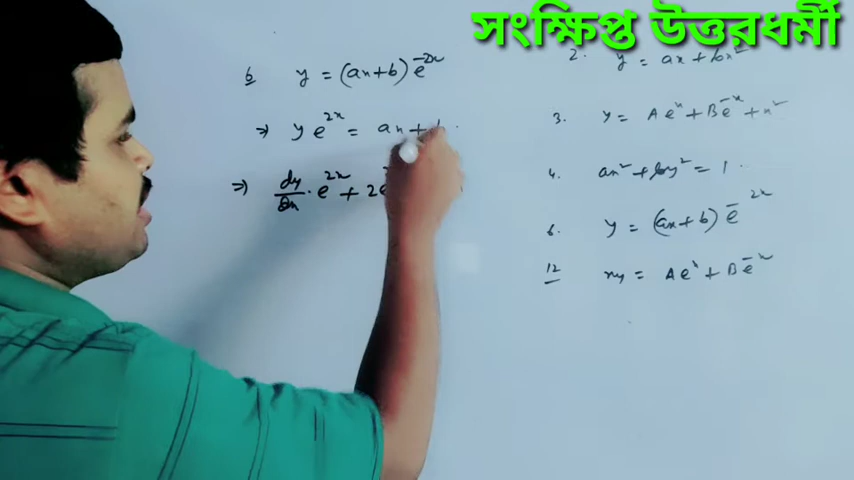 সংক্ষিপ্ত উত্তরধর্মী
6 y = (ax+b) e^-2x
⇒ y e^2x = ax +
⇒ dy/dx · e^2x + 2e
2. y = ax + bx^2
3. y = Ae^x + Be^-x + x^2
4. ax^2 + by^2 = 1
6. y = (ax+b) e^-2x
12 xy = Ae^x + Be^-x